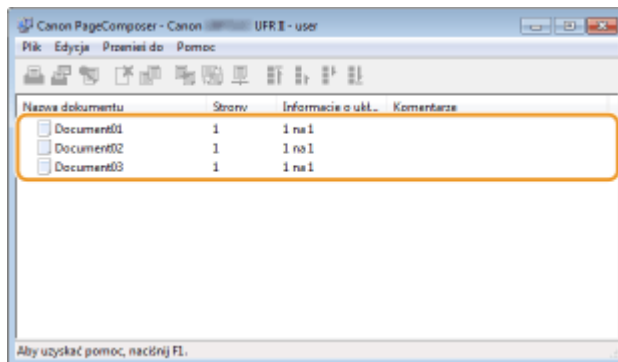 Canon PageComposer - Canon UFR II - user
Plik Edycja Przenieś do Pomoc
Nazwa dokumentu Strony Informacje o ukł... Komentarze
Document01 1 1 na 1
Document02 1 1 na 1
Document03 1 1 na 1
Aby uzyskać pomoc, naciśnij F1.